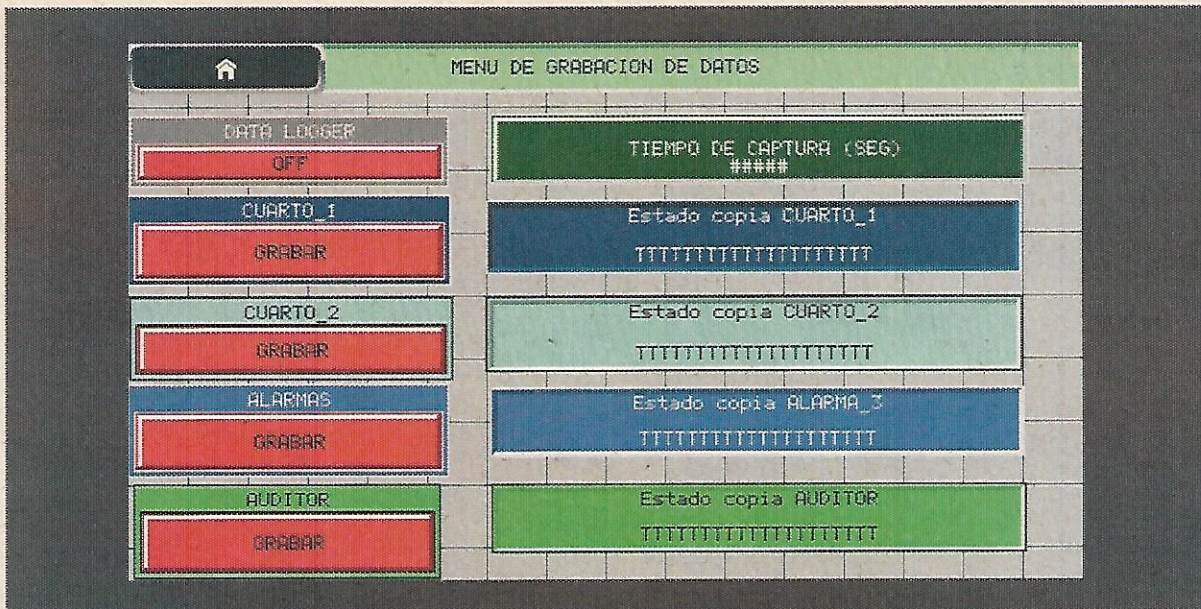 MENU DE GRABACION DE DATOS
DATA LOGGER
OFF
TIEMPO DE CAPTURA (SEG)
#####
CUARTO_1
GRABAR
Estado copia CUARTO_1
TTTTTTTTTTTTTTTTTTTT
CUARTO_2
GRABAR
Estado copia CUARTO_2
TTTTTTTTTTTTTTTTTTTT
ALARMAS
GRABAR
Estado copia ALARMA_3
TTTTTTTTTTTTTTTTTTTT
AUDITOR
GRABAR
Estado copia AUDITOR
TTTTTTTTTTTTTTTTTTTT